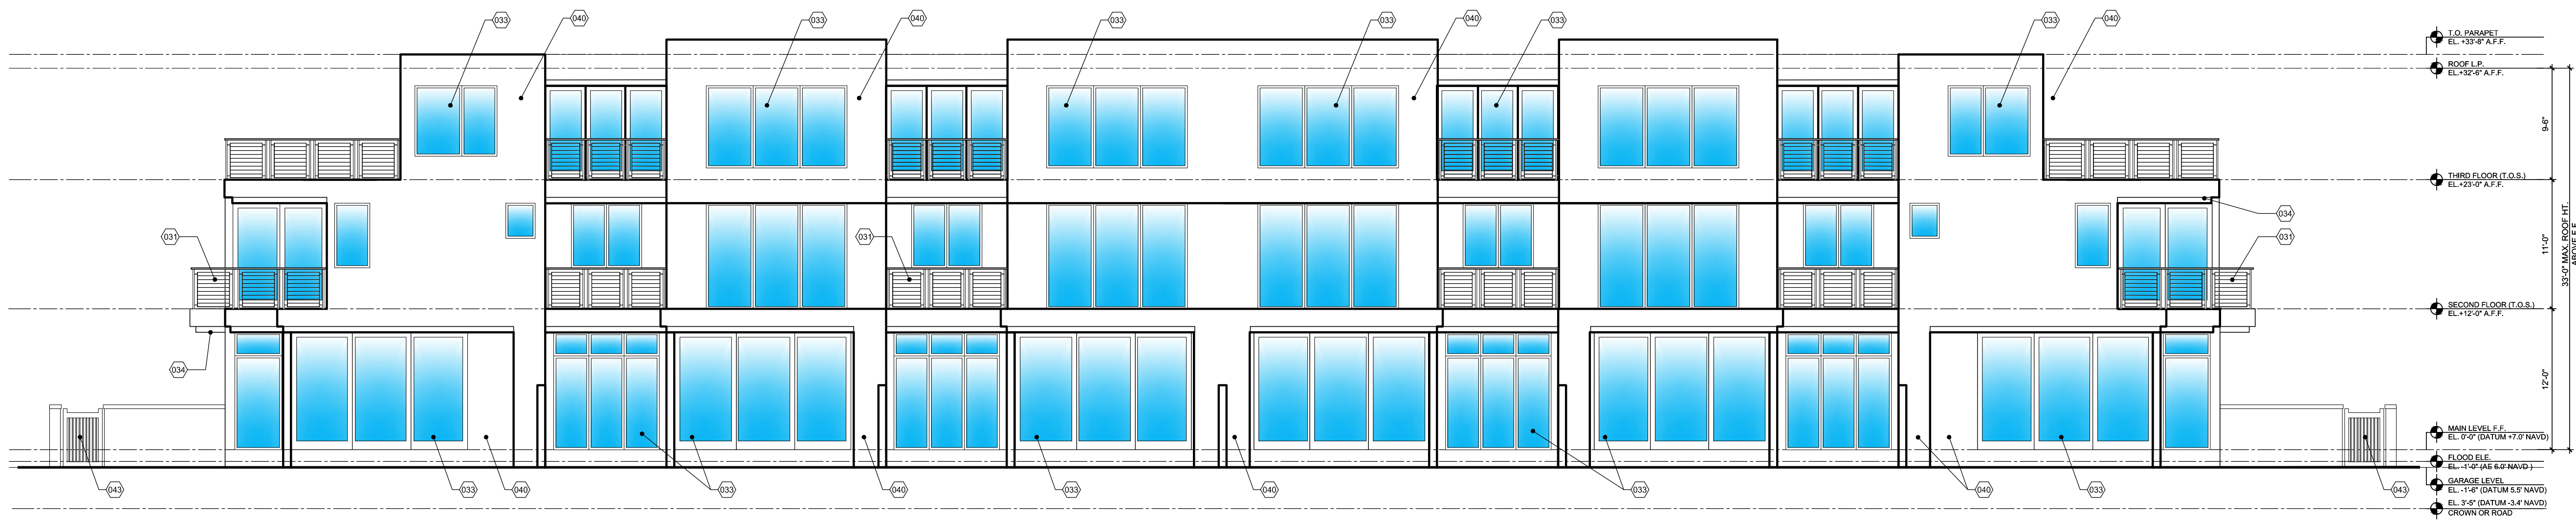 033
040
033
040
033
033
040
033
033
040
T.O. PARAPET
EL. +33'-8" A.F.F.
ROOF L.P.
EL.+32'-6" A.F.F.
9-6"
THIRD FLOOR (T.O.S.)
EL.+23'-0" A.F.F.
034
031
031
031
11'-0"
33'-0" MAX. ROOF HT.
ABOVE F.F.
SECOND FLOOR (T.O.S.)
EL.+12'-0" A.F.F.
034
12'-0"
MAIN LEVEL F.F.
EL. 0'-0" (DATUM +7.0' NAVD)
FLOOD ELE.
EL. -1'-0" (AE 6.0' NAVD )
GARAGE LEVEL
EL. -1'-6" (DATUM 5.5' NAVD)
043
033
040
033
040
033
040
033
040
033
043
EL. 3'-5" (DATUM -3.4' NAVD)
CROWN OR ROAD